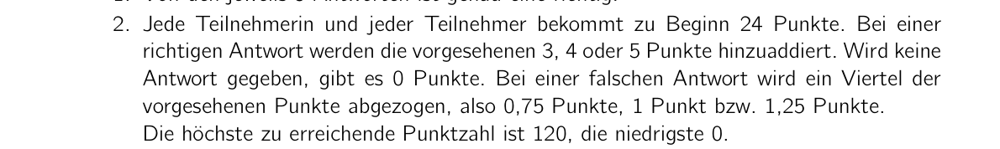 2. Jede Teilnehmerin und jeder Teilnehmer bekommt zu Beginn 24 Punkte. Bei einer
richtigen Antwort werden die vorgesehenen 3, 4 oder 5 Punkte hinzuaddiert. Wird keine
Antwort gegeben, gibt es 0 Punkte. Bei einer falschen Antwort wird ein Viertel der
vorgesehenen Punkte abgezogen, also 0,75 Punkte, 1 Punkt bzw. 1,25 Punkte.
Die höchste zu erreichende Punktzahl ist 120, die niedrigste 0.